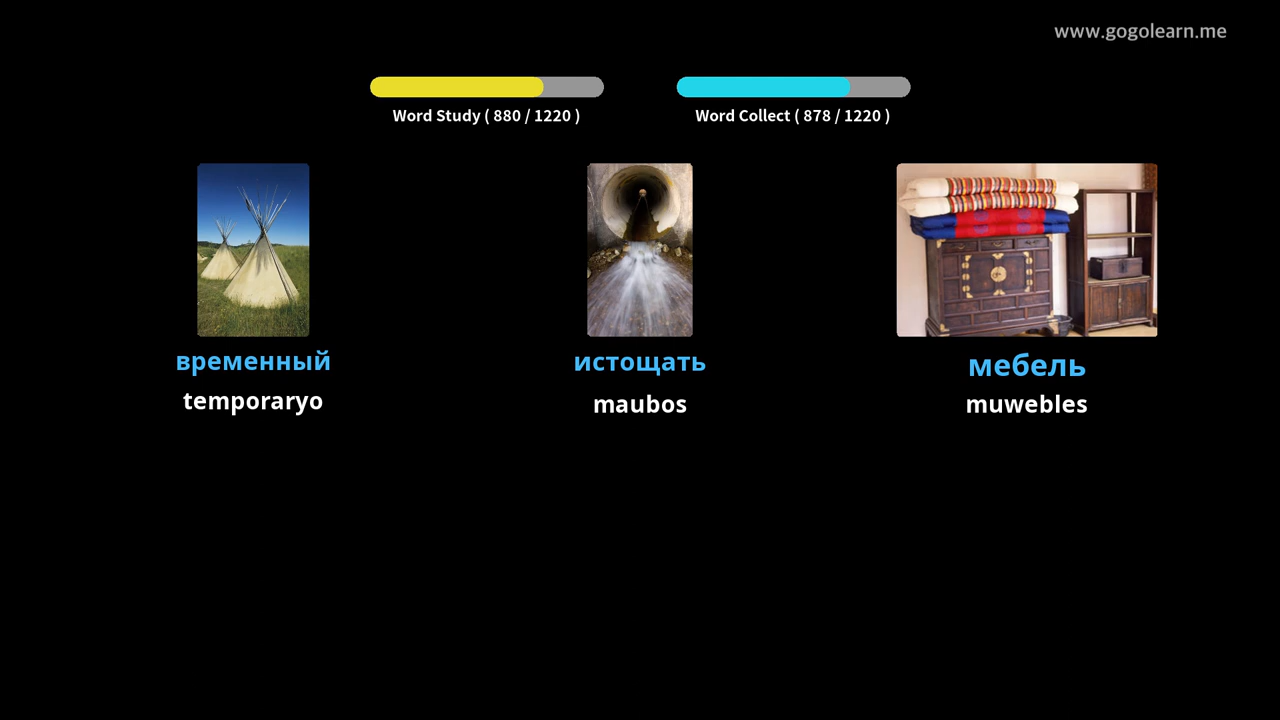 www.gogolearn.me
Word Study ( 880 / 1220 )
Word Collect ( 878 / 1220 )
временный
истощать
мебель
temporaryo
maubos
muwebles